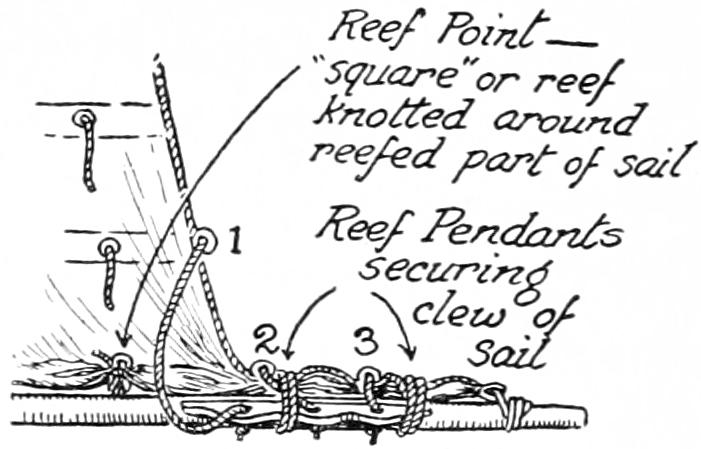 Reef Point —
"square" or reef
knotted around
reefed part of sail
1
Reef Pendants
securing
clew of
sail
2
3